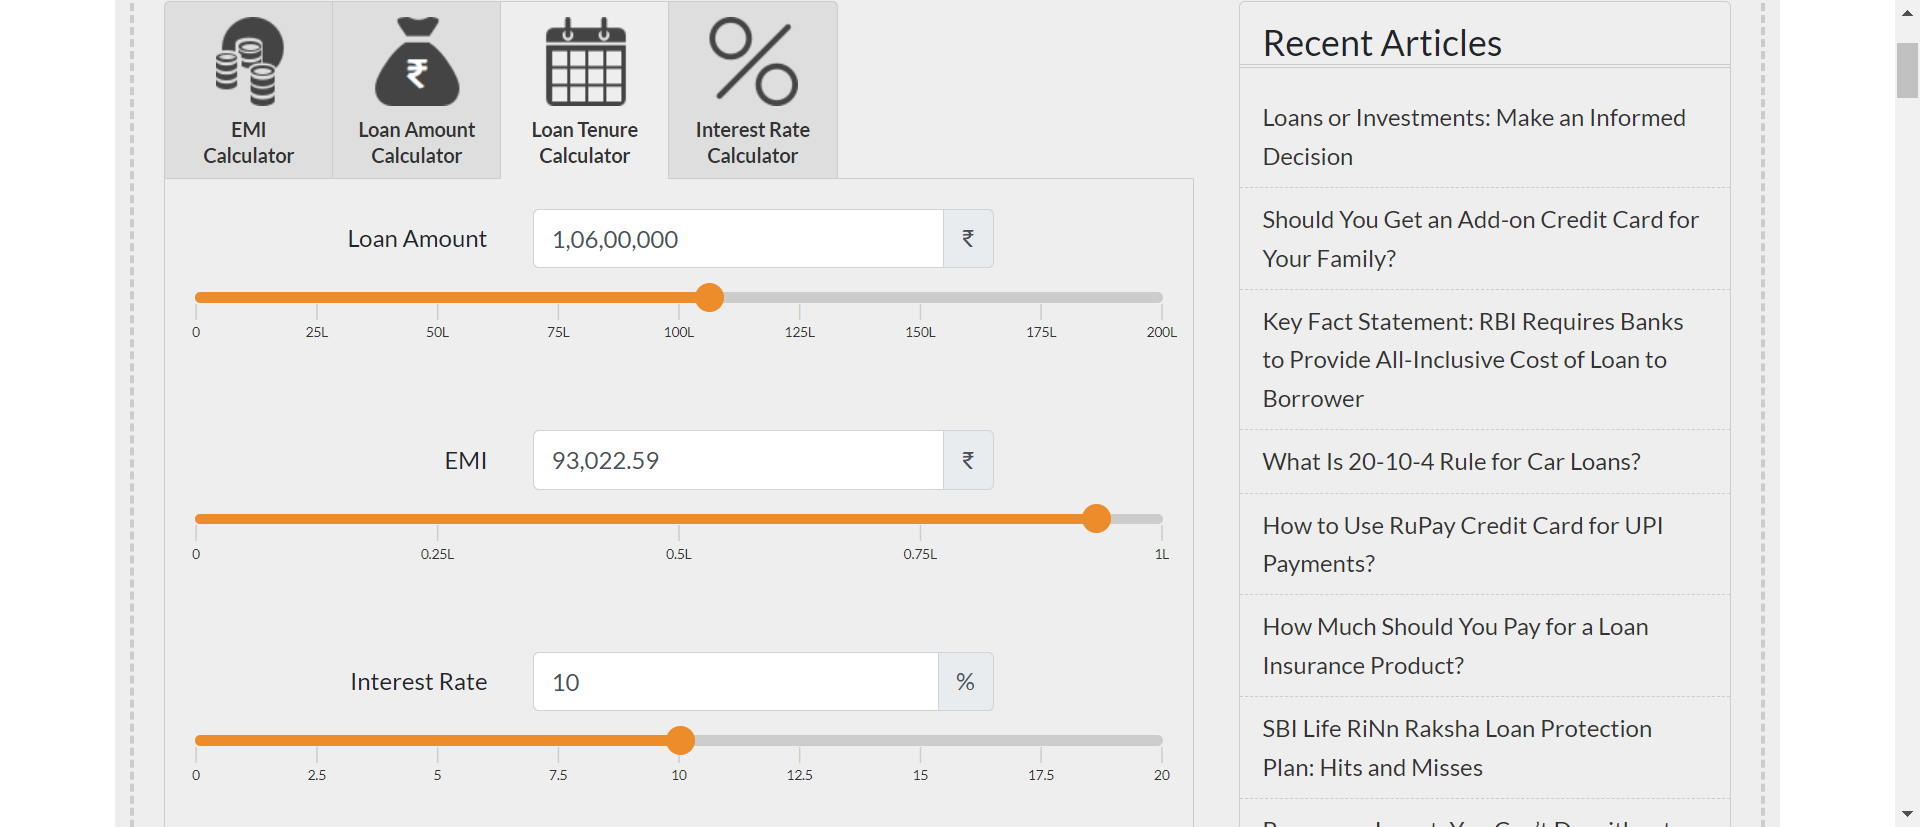 EMI
Calculator
Loan Amount
Calculator
Loan Tenure
Calculator
Interest Rate
Calculator
Loan Amount
1,06,00,000
₹
0 25L 50L 75L 100L 125L 150L 175L 200L
EMI
93,022.59
₹
0 0.25L 0.5L 0.75L 1L
Interest Rate
10
%
0 2.5 5 7.5 10 12.5 15 17.5 20
Recent Articles
Loans or Investments: Make an Informed
Decision
Should You Get an Add-on Credit Card for
Your Family?
Key Fact Statement: RBI Requires Banks
to Provide All-Inclusive Cost of Loan to
Borrower
What Is 20-10-4 Rule for Car Loans?
How to Use RuPay Credit Card for UPI
Payments?
How Much Should You Pay for a Loan
Insurance Product?
SBI Life RiNn Raksha Loan Protection
Plan: Hits and Misses